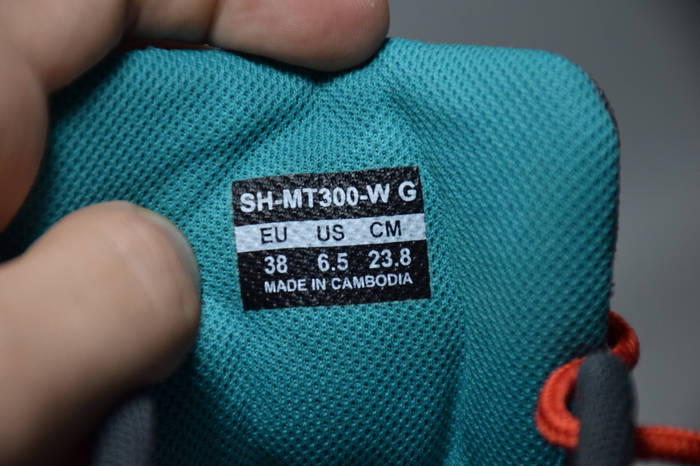 SH-MT300-W G
EU US CM
38 6.5 23.8
MADE IN CAMBODIA